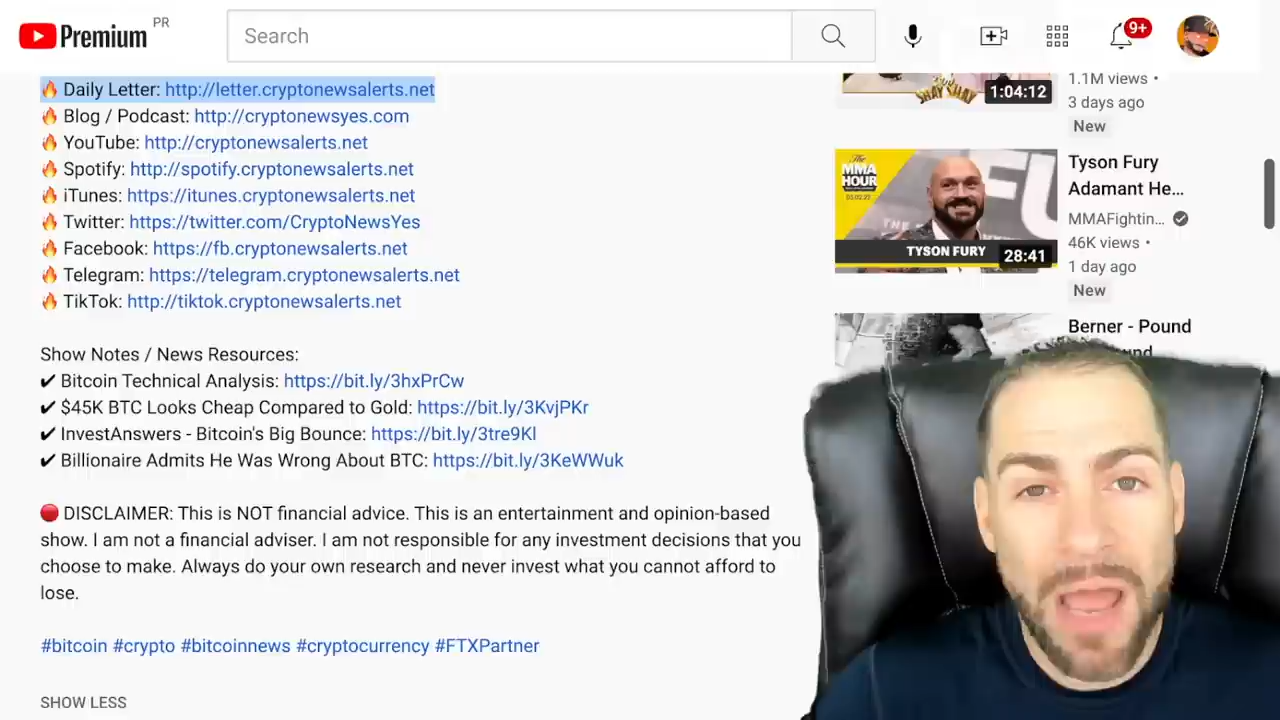 Premium PR
Search
9+
🔥 Daily Letter: http://letter.cryptonewsalerts.net
🔥 Blog / Podcast: http://cryptonewsyes.com
🔥 YouTube: http://cryptonewsalerts.net
🔥 Spotify: http://spotify.cryptonewsalerts.net
🔥 iTunes: https://itunes.cryptonewsalerts.net
🔥 Twitter: https://twitter.com/CryptoNewsYes
🔥 Facebook: https://fb.cryptonewsalerts.net
🔥 Telegram: https://telegram.cryptonewsalerts.net
🔥 TikTok: http://tiktok.cryptonewsalerts.net
Show Notes / News Resources:
✔ Bitcoin Technical Analysis: https://bit.ly/3hxPrCw
✔ $45K BTC Looks Cheap Compared to Gold: https://bit.ly/3KvjPKr
✔ InvestAnswers - Bitcoin's Big Bounce: https://bit.ly/3tre9Kl
✔ Billionaire Admits He Was Wrong About BTC: https://bit.ly/3KeWWuk
🔴 DISCLAIMER: This is NOT financial advice. This is an entertainment and opinion-based
show. I am not a financial adviser. I am not responsible for any investment decisions that you
choose to make. Always do your own research and never invest what you cannot afford to
lose.
#bitcoin #crypto #bitcoinnews #cryptocurrency #FTXPartner
SHOW LESS
SHAY SHAY
1:04:12
1.1M views •
3 days ago
New
The
MMA
HOUR
TYSON FURY
28:41
Tyson Fury
Adamant He...
MMAFightin...
46K views •
1 day ago
New
Berner - Pound